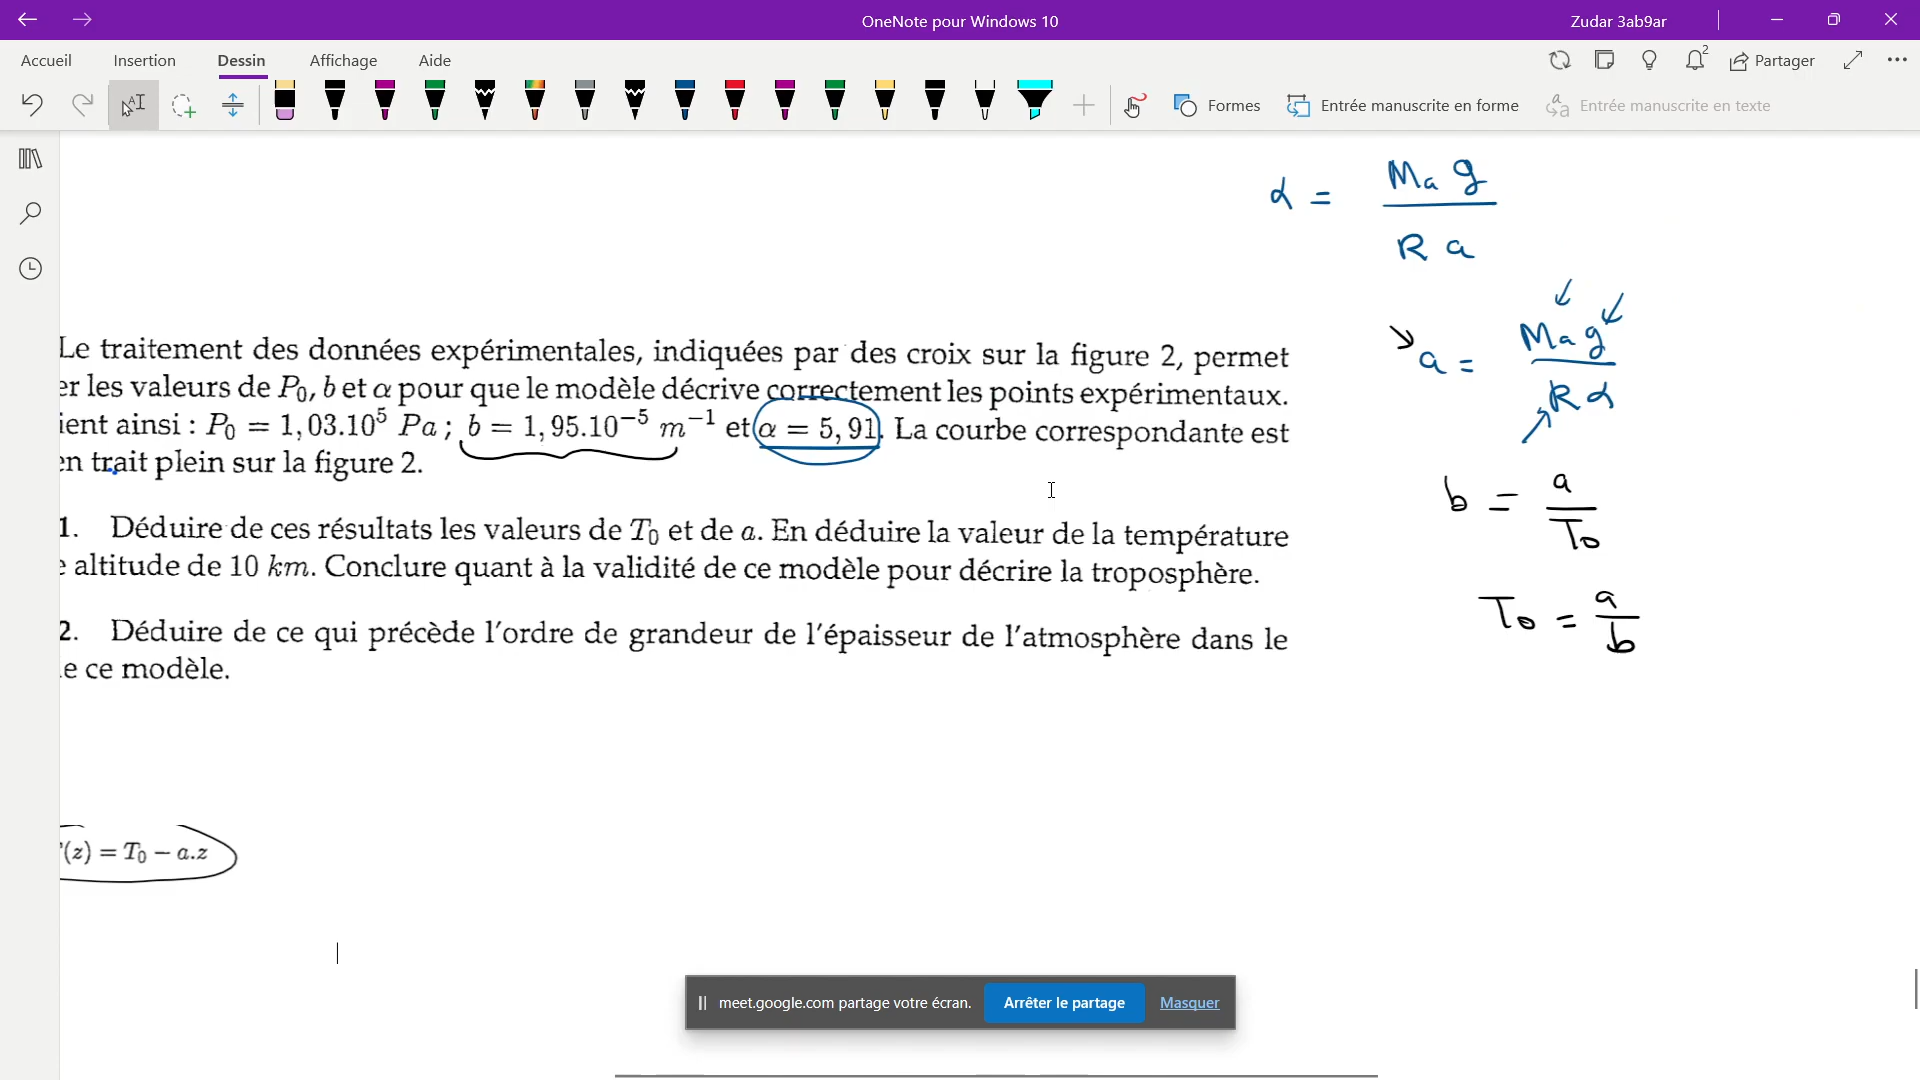 OneNote pour Windows 10
Zudar 3ab9ar
Accueil Insertion Dessin Affichage Aide
2
Partager
Formes Entrée manuscrite en forme Entrée manuscrite en texte
α = Ma g / R a
a = Ma g / R α
Le traitement des données expérimentales, indiquées par des croix sur la figure 2, permet
er les valeurs de P0, b et α pour que le modèle décrive correctement les points expérimentaux.
ient ainsi : P0 = 1,03.10^5 Pa ; b = 1,95.10^−5 m^−1 et α = 5,91. La courbe correspondante est
en trait plein sur la figure 2.
b = a / T0
1. Déduire de ces résultats les valeurs de T0 et de a. En déduire la valeur de la température
e altitude de 10 km. Conclure quant à la validité de ce modèle pour décrire la troposphère.
T0 = a / b
2. Déduire de ce qui précède l'ordre de grandeur de l'épaisseur de l'atmosphère dans le
e ce modèle.
(z) = T0 − a.z
meet.google.com partage votre écran. Arrêter le partage Masquer